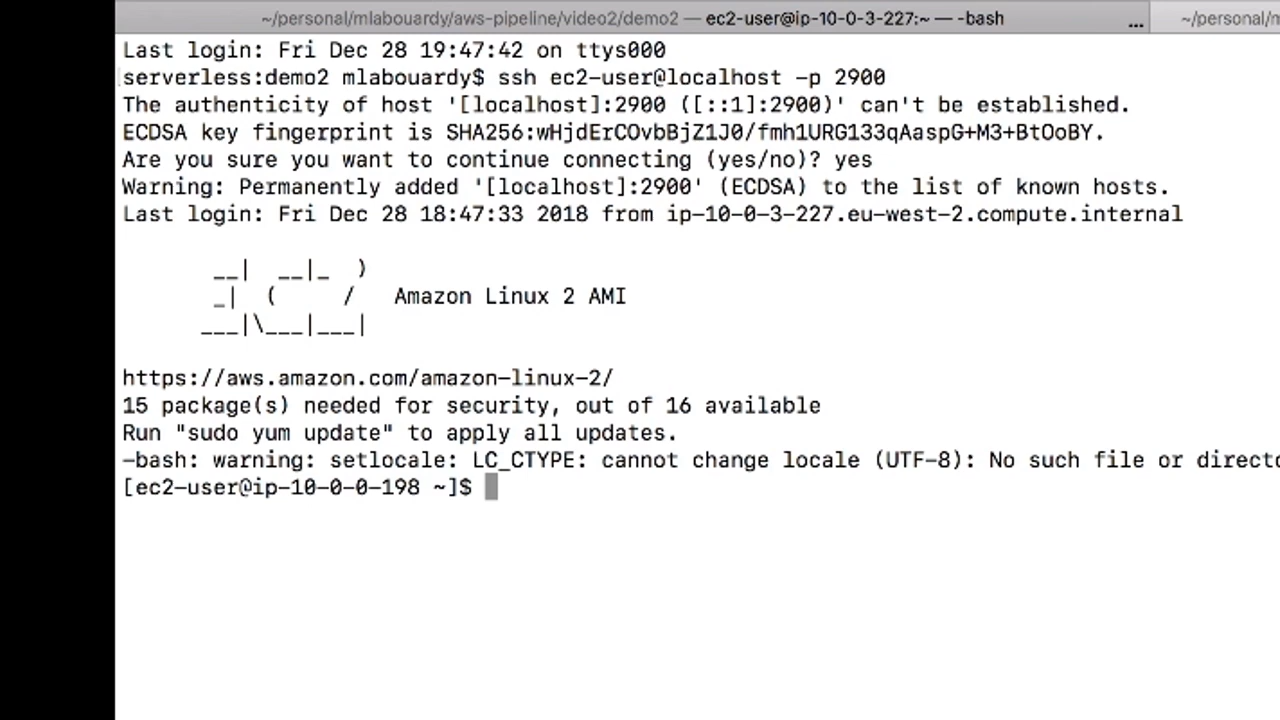 ~/personal/mlabouardy/aws-pipeline/video2/demo2 — ec2-user@ip-10-0-3-227:~ — -bash ... ~/personal/m
Last login: Fri Dec 28 19:47:42 on ttys000
serverless:demo2 mlabouardy$ ssh ec2-user@localhost -p 2900
The authenticity of host '[localhost]:2900 ([::1]:2900)' can't be established.
ECDSA key fingerprint is SHA256:wHjdErCOvbBjZ1J0/fmh1URG133qAaspG+M3+BtOoBY.
Are you sure you want to continue connecting (yes/no)? yes
Warning: Permanently added '[localhost]:2900' (ECDSA) to the list of known hosts.
Last login: Fri Dec 28 18:47:33 2018 from ip-10-0-3-227.eu-west-2.compute.internal
       __|  __|_  )
       _|  (     /   Amazon Linux 2 AMI
      ___|\___|___|
https://aws.amazon.com/amazon-linux-2/
15 package(s) needed for security, out of 16 available
Run "sudo yum update" to apply all updates.
-bash: warning: setlocale: LC_CTYPE: cannot change locale (UTF-8): No such file or directo
[ec2-user@ip-10-0-0-198 ~]$